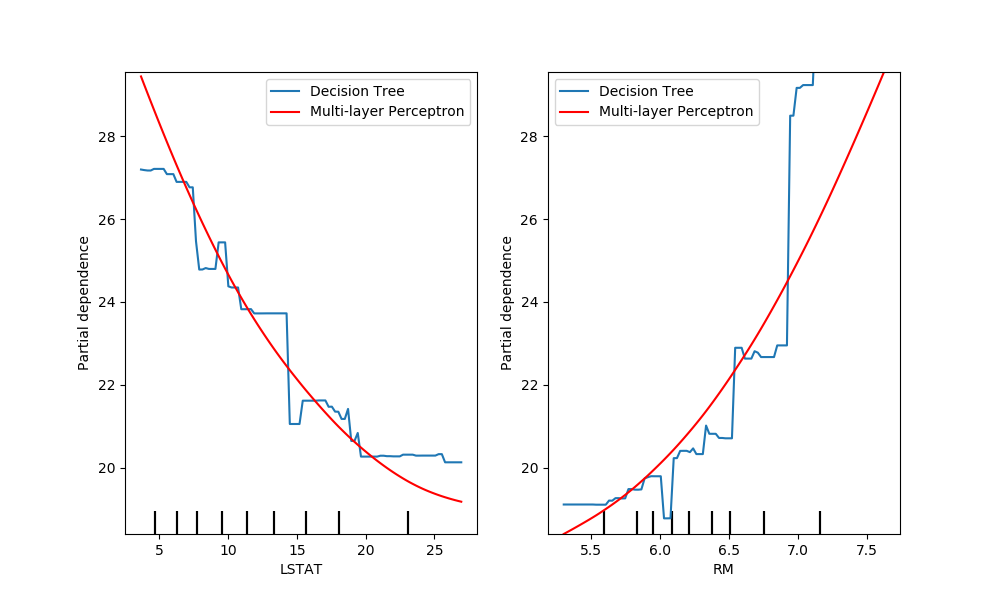 Decision Tree
Multi-layer Perceptron
Partial dependence
28
26
24
22
20
5
10
15
20
25
LSTAT
Decision Tree
Multi-layer Perceptron
Partial dependence
28
26
24
22
20
5.5
6.0
6.5
7.0
7.5
RM